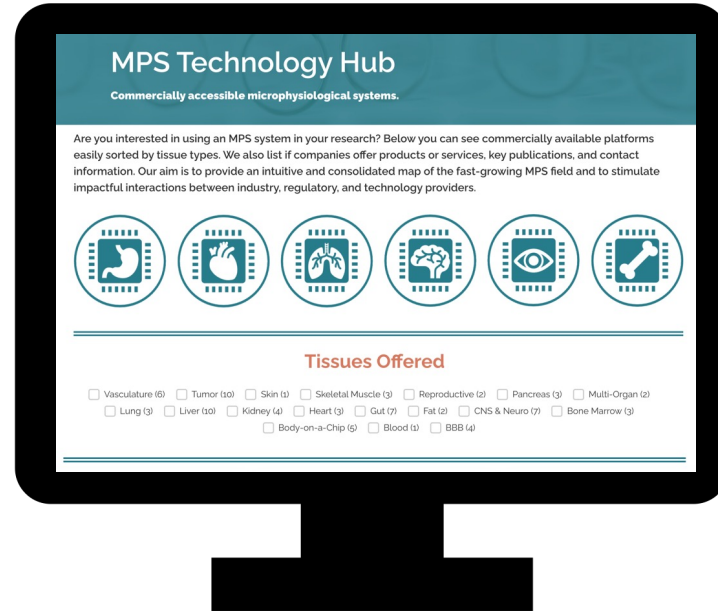 MPS Technology Hub
Commercially accessible microphysiological systems.
Are you interested in using an MPS system in your research? Below you can see commercially available platforms
easily sorted by tissue types. We also list if companies offer products or services, key publications, and contact
information. Our aim is to provide an intuitive and consolidated map of the fast-growing MPS field and to stimulate
impactful interactions between industry, regulatory, and technology providers.
Tissues Offered
Vasculature (6) Tumor (10) Skin (1) Skeletal Muscle (3) Reproductive (2) Pancreas (3) Multi-Organ (2)
Lung (3) Liver (10) Kidney (4) Heart (3) Gut (7) Fat (2) CNS & Neuro (7) Bone Marrow (3)
Body-on-a-Chip (5) Blood (1) BBB (4)